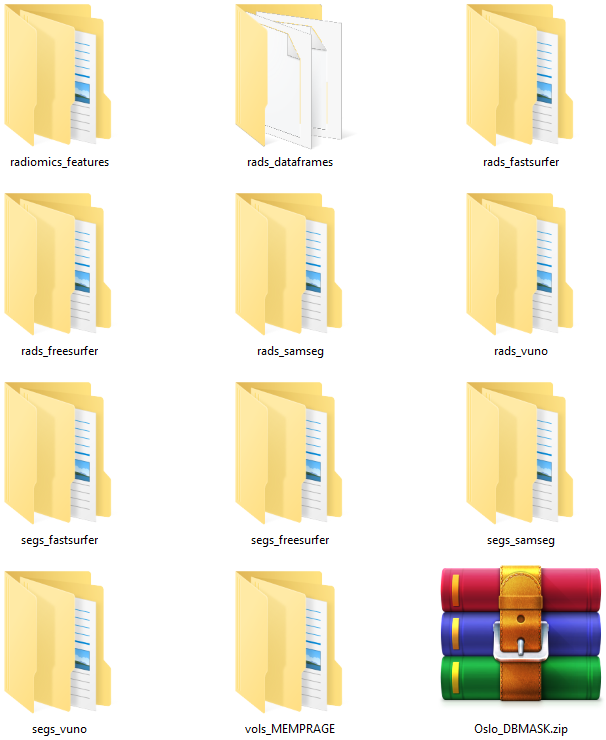 radiomics_features
rads_dataframes
rads_fastsurfer
rads_freesurfer
rads_samseg
rads_vuno
segs_fastsurfer
segs_freesurfer
segs_samseg
segs_vuno
vols_MEMPRAGE
Oslo_DBMASK.zip